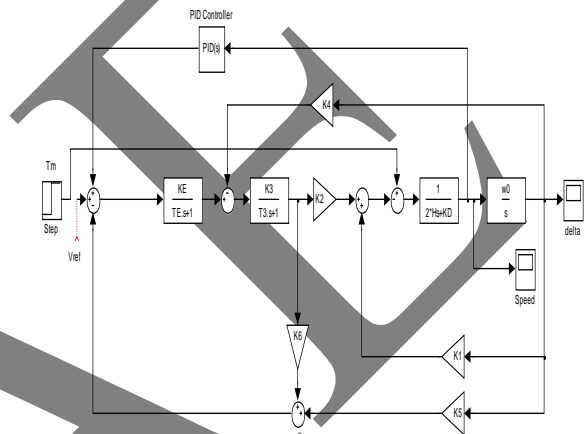 PID Controller
PID(s)
K4
Tm
KE
TE.s+1
K3
T3.s+1
K2
1
2*Hs+KD
w0
s
Step
delta
Vref
Speed
K6
K1
K5